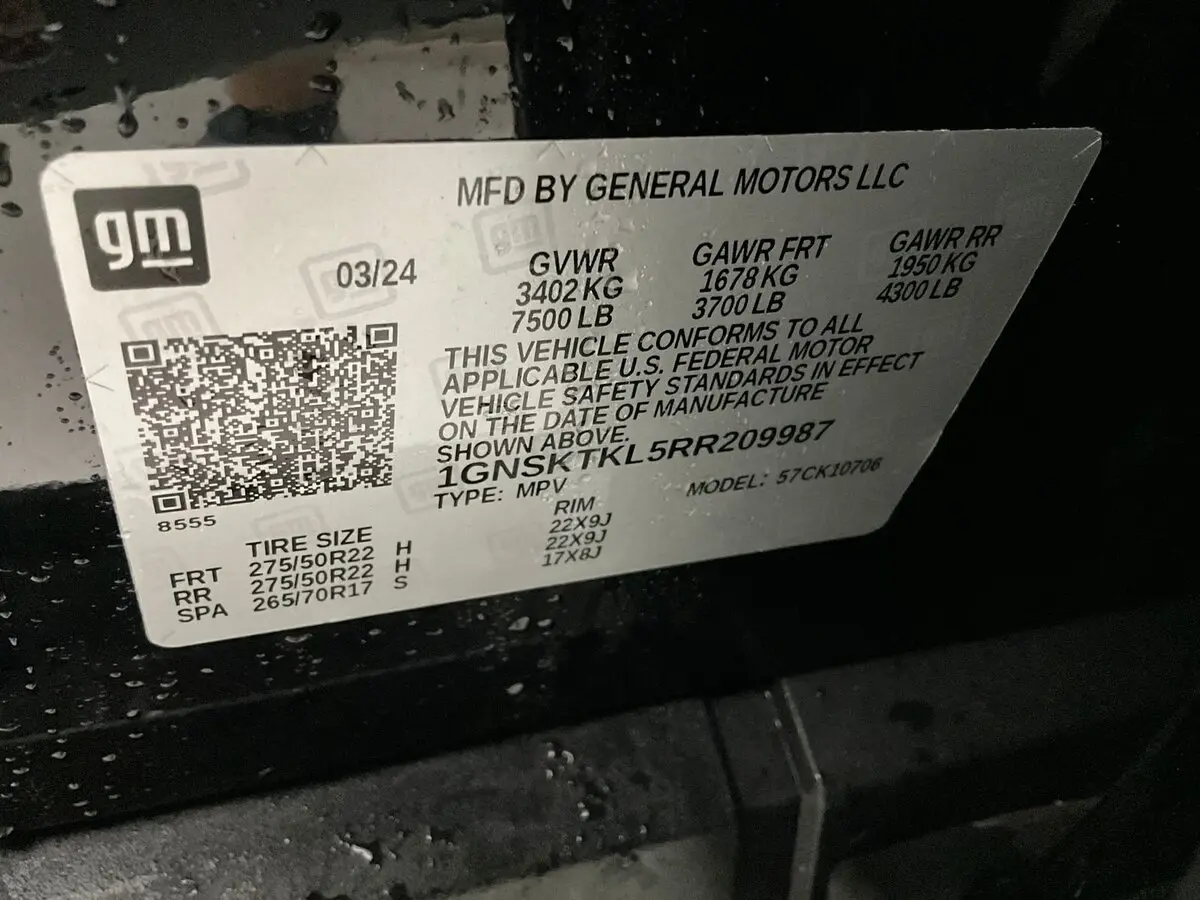 gm
MFD BY GENERAL MOTORS LLC
03/24
GVWR GAWR FRT GAWR RR
3402 KG 1678 KG 1950 KG
7500 LB 3700 LB 4300 LB
THIS VEHICLE CONFORMS TO ALL
APPLICABLE U.S. FEDERAL MOTOR
VEHICLE SAFETY STANDARDS IN EFFECT
ON THE DATE OF MANUFACTURE
SHOWN ABOVE.
1GNSKTKL5RR209987
TYPE: MPV MODEL: 57CK10706
8555
TIRE SIZE RIM
FRT 275/50R22 H 22X9J
RR 275/50R22 H 22X9J
SPA 265/70R17 S 17X8J